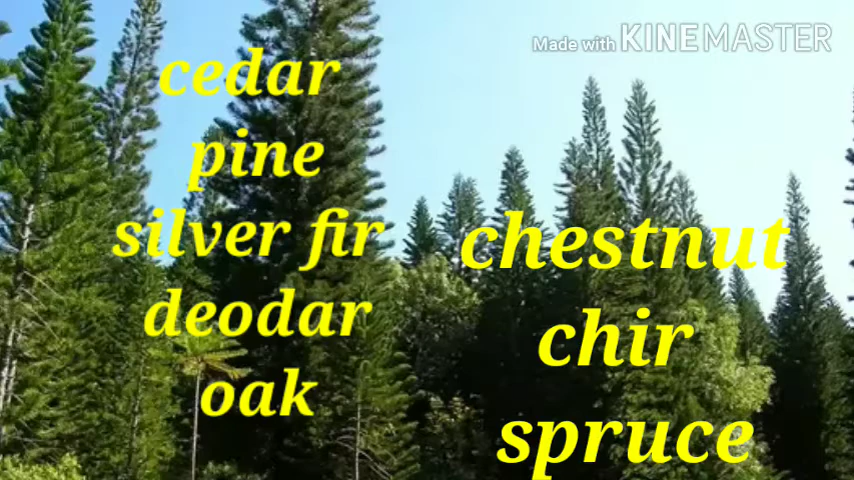 Made with KINEMASTER
cedar
pine
silver fir
deodar
oak
chestnut
chir
spruce